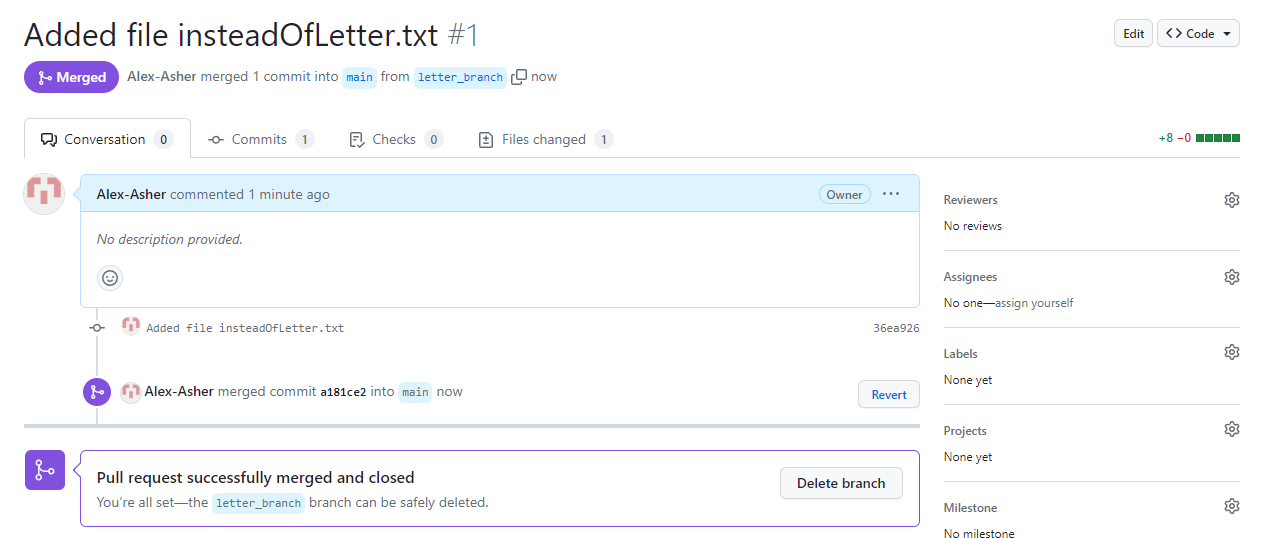 Added file insteadOfLetter.txt #1
Edit
Code
Merged
Alex-Asher merged 1 commit into main from letter_branch now
Conversation 0
Commits 1
Checks 0
Files changed 1
+8 −0
Alex-Asher commented 1 minute ago
Owner
No description provided.
Added file insteadOfLetter.txt
36ea926
Alex-Asher merged commit a181ce2 into main now
Revert
Pull request successfully merged and closed
You’re all set—the letter_branch branch can be safely deleted.
Delete branch
Reviewers
No reviews
Assignees
No one—assign yourself
Labels
None yet
Projects
None yet
Milestone
No milestone